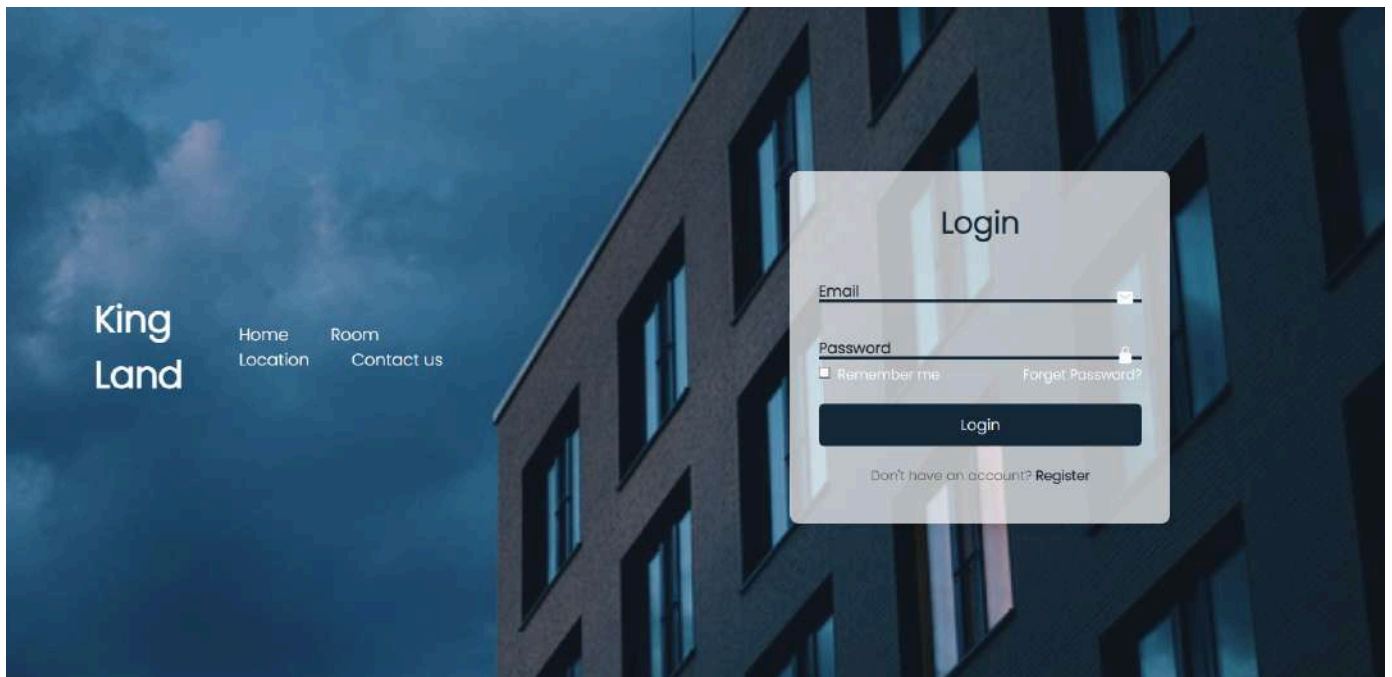 King
Land
Home Room
Location Contact us
Login
Email
Password
Remember me Forget Password?
Login
Don't have an account? Register